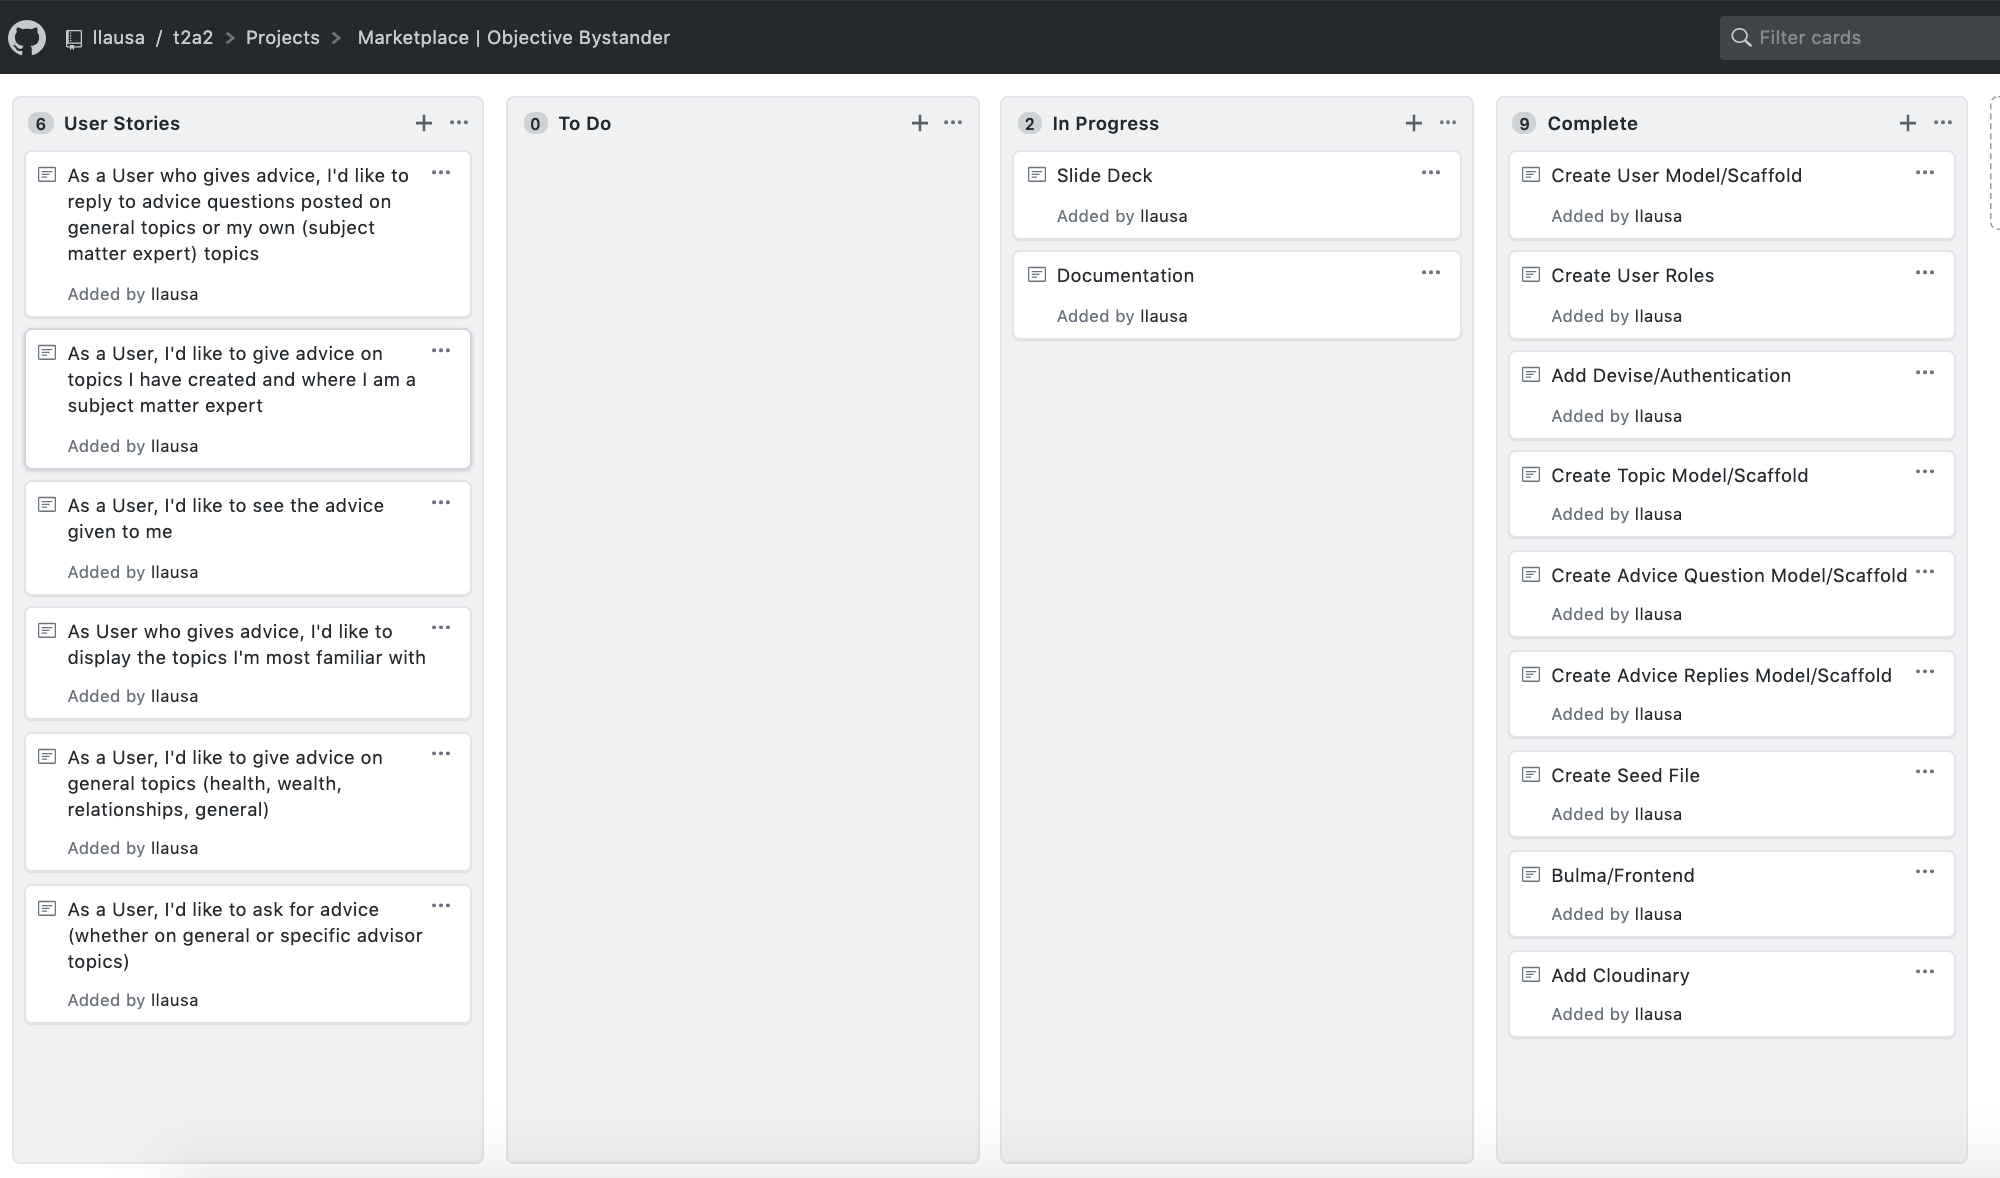 llausa / t2a2 > Projects > Marketplace | Objective Bystander
Filter cards
6 User Stories
As a User who gives advice, I'd like to
reply to advice questions posted on
general topics or my own (subject
matter expert) topics
Added by llausa
As a User, I'd like to give advice on
topics I have created and where I am a
subject matter expert
Added by llausa
As a User, I'd like to see the advice
given to me
Added by llausa
As User who gives advice, I'd like to
display the topics I'm most familiar with
Added by llausa
As a User, I'd like to give advice on
general topics (health, wealth,
relationships, general)
Added by llausa
As a User, I'd like to ask for advice
(whether on general or specific advisor
topics)
Added by llausa
0 To Do
2 In Progress
Slide Deck
Added by llausa
Documentation
Added by llausa
9 Complete
Create User Model/Scaffold
Added by llausa
Create User Roles
Added by llausa
Add Devise/Authentication
Added by llausa
Create Topic Model/Scaffold
Added by llausa
Create Advice Question Model/Scaffold
Added by llausa
Create Advice Replies Model/Scaffold
Added by llausa
Create Seed File
Added by llausa
Bulma/Frontend
Added by llausa
Add Cloudinary
Added by llausa